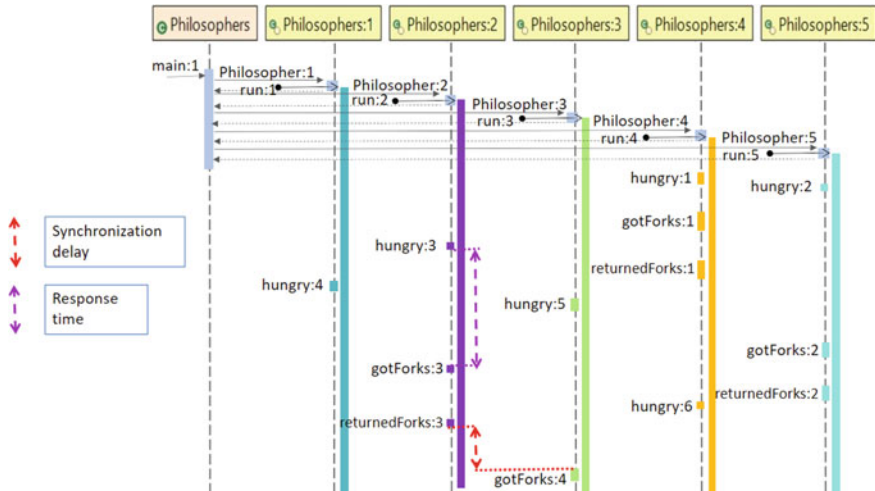 Philosophers
Philosophers:1
Philosophers:2
Philosophers:3
Philosophers:4
Philosophers:5
main:1
Philosopher:1
run:1
Philosopher:2
run:2
Philosopher:3
run:3
Philosopher:4
run:4
Philosopher:5
run:5
hungry:1
hungry:2
gotForks:1
Synchronization
delay
hungry:3
returnedForks:1
hungry:4
Response
time
hungry:5
gotForks:2
gotForks:3
returnedForks:2
hungry:6
returnedForks:3
gotForks:4